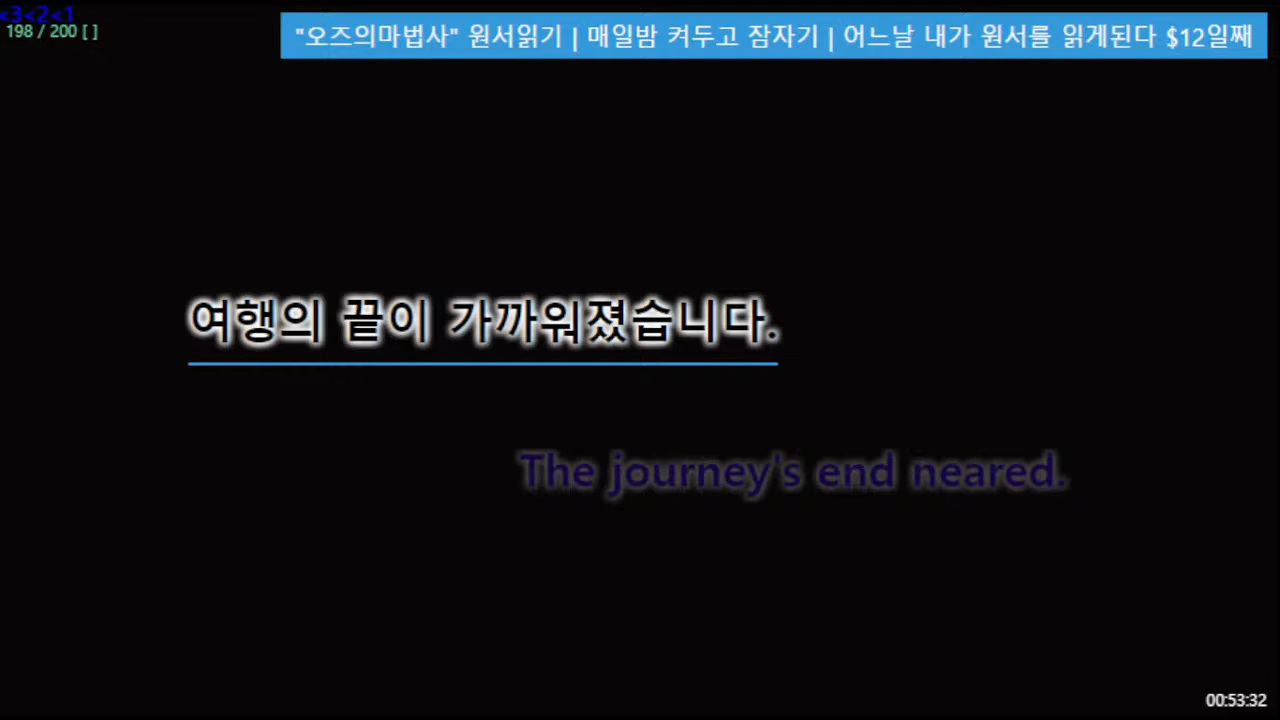 <3<2<1
198 / 200 [ ]
"오즈의마법사" 원서읽기 | 매일밤 켜두고 잠자기 | 어느날 내가 원서를 읽게된다 $12일째
여행의 끝이 가까워졌습니다.
The journey's end neared.
00:53:32